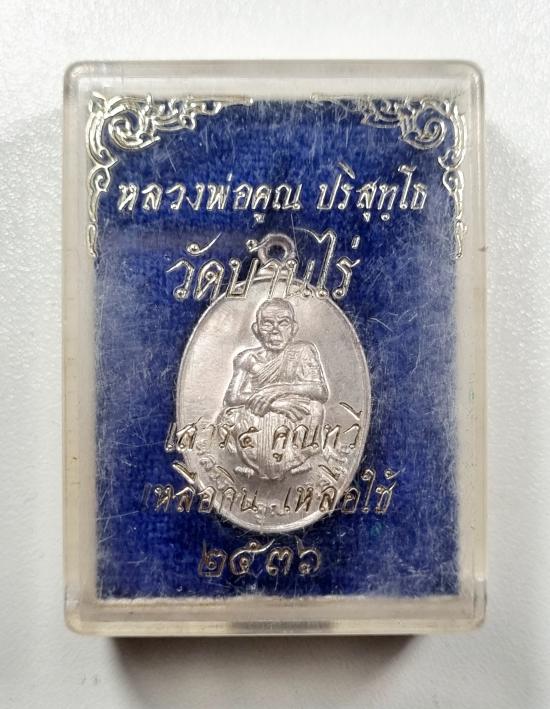 หลวงพ่อคูณ ปริสุทฺโธ
วัดบ้านไร่
เสาร์ ๕ คูณทวี
เหลือกิน เหลือใช้
๒๕๓๖